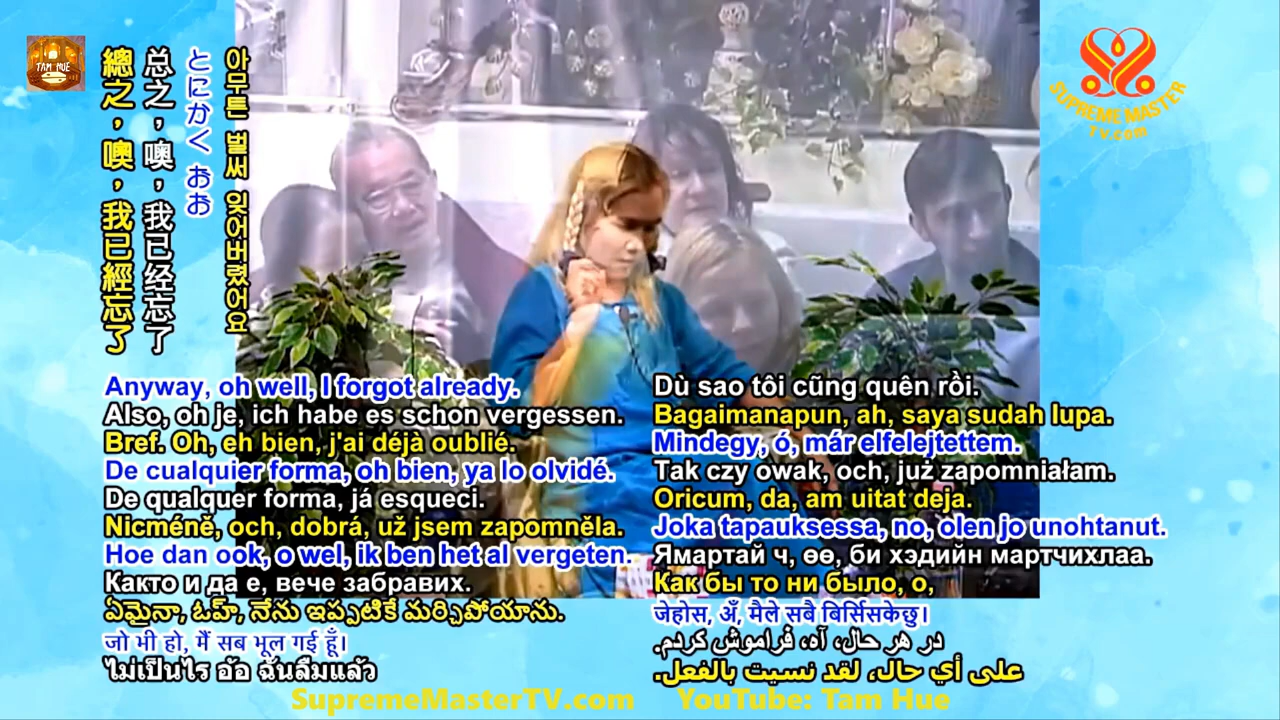 TAM HUE
總之，噢，我已經忘了
总之，噢，我已经忘了
とにかく おお
아무튼 벌써 잊어버렸어요
SUPREME MASTER
TV.com
Anyway, oh well, I forgot already.
Also, oh je, ich habe es schon vergessen.
Bref. Oh, eh bien, j'ai déjà oublié.
De cualquier forma, oh bien, ya lo olvidé.
De qualquer forma, já esqueci.
Nicméně, och, dobrá, už jsem zapomněla.
Hoe dan ook, o wel, ik ben het al vergeten.
Както и да е, вече забравих.
ఏమైనా, ఓహ్, నేను ఇప్పటికే మర్చిపోయాను.
जो भी हो, मैं सब भूल गई हूँ।
ไม่เป็นไร อ้อ ฉันลืมแล้ว
Dù sao tôi cũng quên rồi.
Bagaimanapun, ah, saya sudah lupa.
Mindegy, ó, már elfelejtettem.
Tak czy owak, och, już zapomniałam.
Oricum, da, am uitat deja.
Joka tapauksessa, no, olen jo unohtanut.
Ямартай ч, өө, би хэдийн мартчихлаа.
Как бы то ни было, о,
जेहोस, अँ, मैले सबै बिर्सिसकेछु।
در هر حال، آه، فراموش کردم.
على أي حال، لقد نسيت بالفعل.
SupremeMasterTV.com
YouTube: Tam Hue